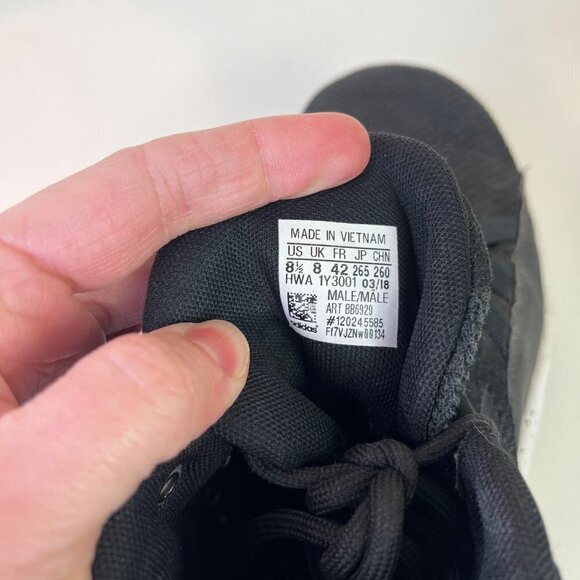 MADE IN VIETNAM
US UK FR JP CHN
8½ 8 42 265 260
HWA 1Y3001 03/18
MALE/MÂLE
ART BB6929
#120245585
Ff7VJZNw00134
adidas